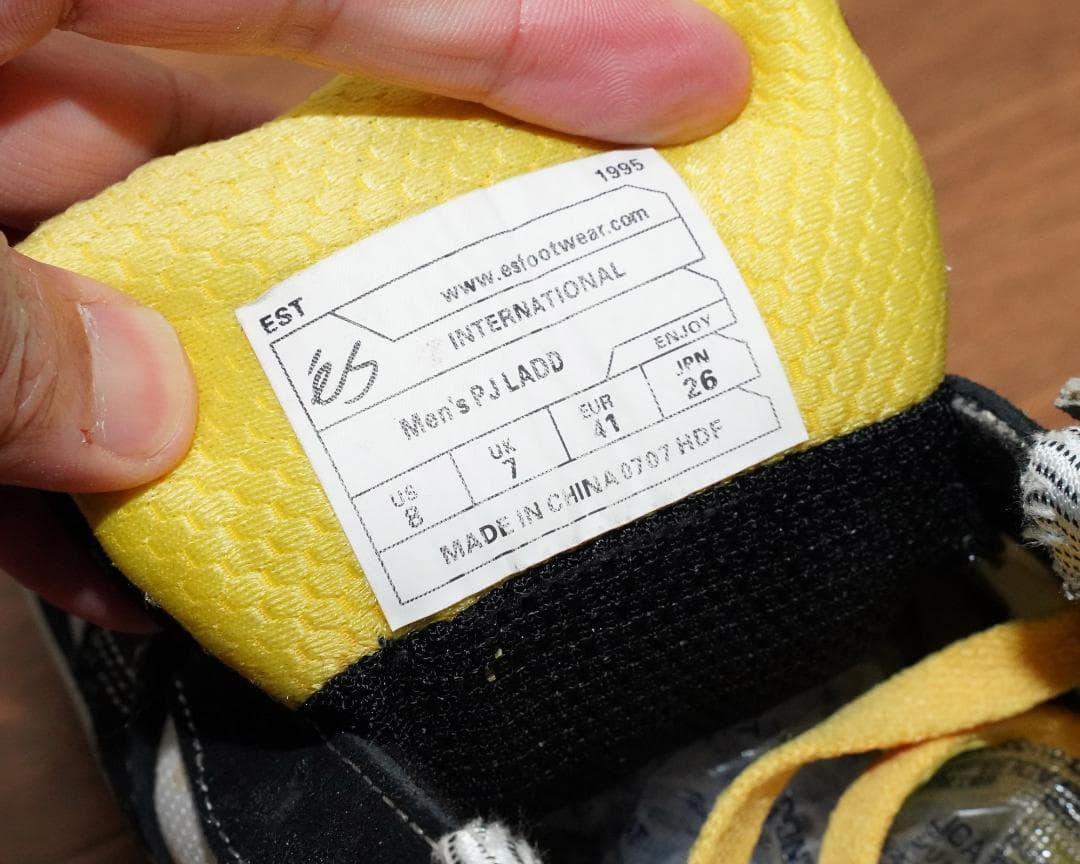 EST 1995
www.esfootwear.com
éS INTERNATIONAL
Men's PJ LADD
ENJOY
US UK EUR JPN
8 7 41 26
MADE IN CHINA 0707 HDF